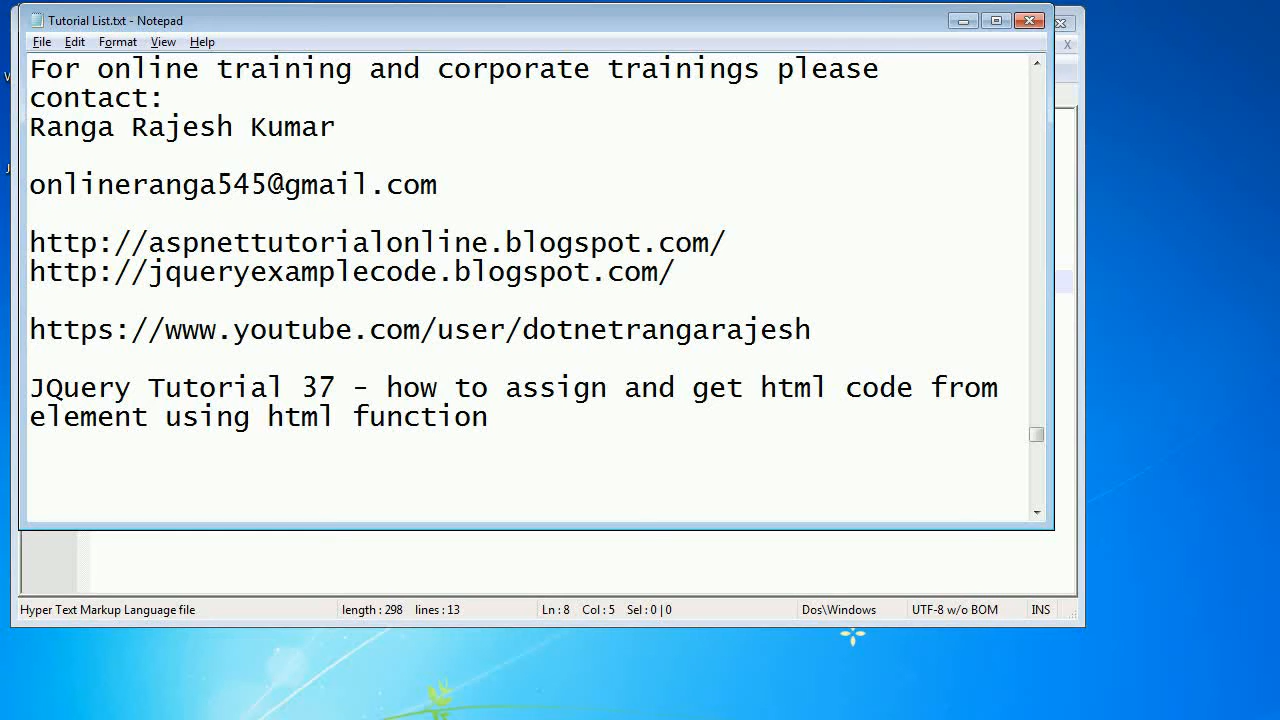 Tutorial List.txt - Notepad
File Edit Format View Help
For online training and corporate trainings please
contact:
Ranga Rajesh Kumar
onlineranga545@gmail.com
http://aspnettutorialonline.blogspot.com/
http://jqueryexamplecode.blogspot.com/
https://www.youtube.com/user/dotnetrangarajesh
JQuery Tutorial 37 - how to assign and get html code from
element using html function
Hyper Text Markup Language file length : 298 lines : 13 Ln : 8 Col : 5 Sel : 0 | 0 Dos\Windows UTF-8 w/o BOM INS